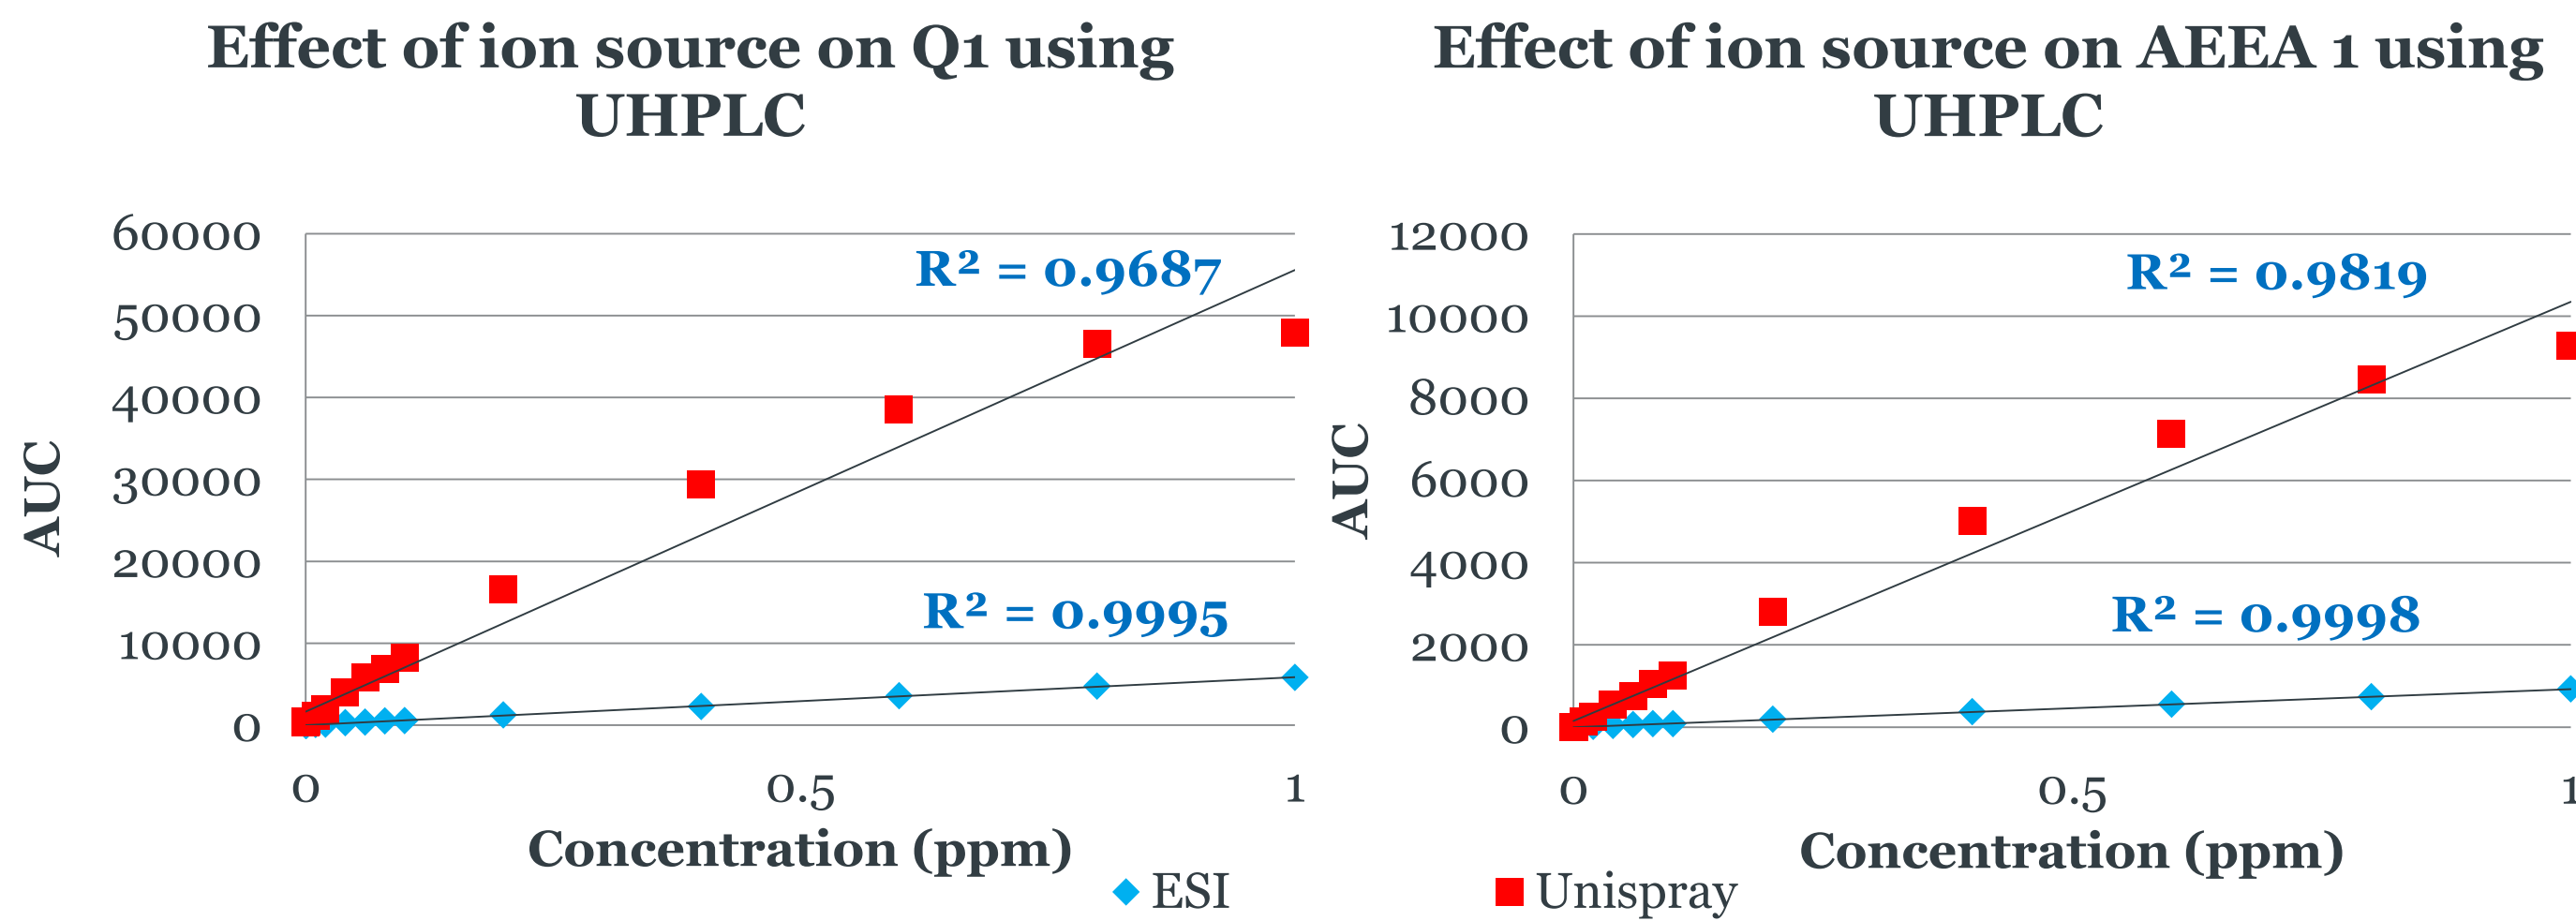 Effect of ion source on Q1 using
UHPLC
60000
50000
40000
30000
20000
10000
0
AUC
R² = 0.9687
R² = 0.9995
0
0.5
1
Concentration (ppm)
Effect of ion source on AEEA 1 using
UHPLC
12000
10000
8000
6000
4000
2000
0
AUC
R² = 0.9819
R² = 0.9998
0
0.5
1
Concentration (ppm)
ESI
Unispray